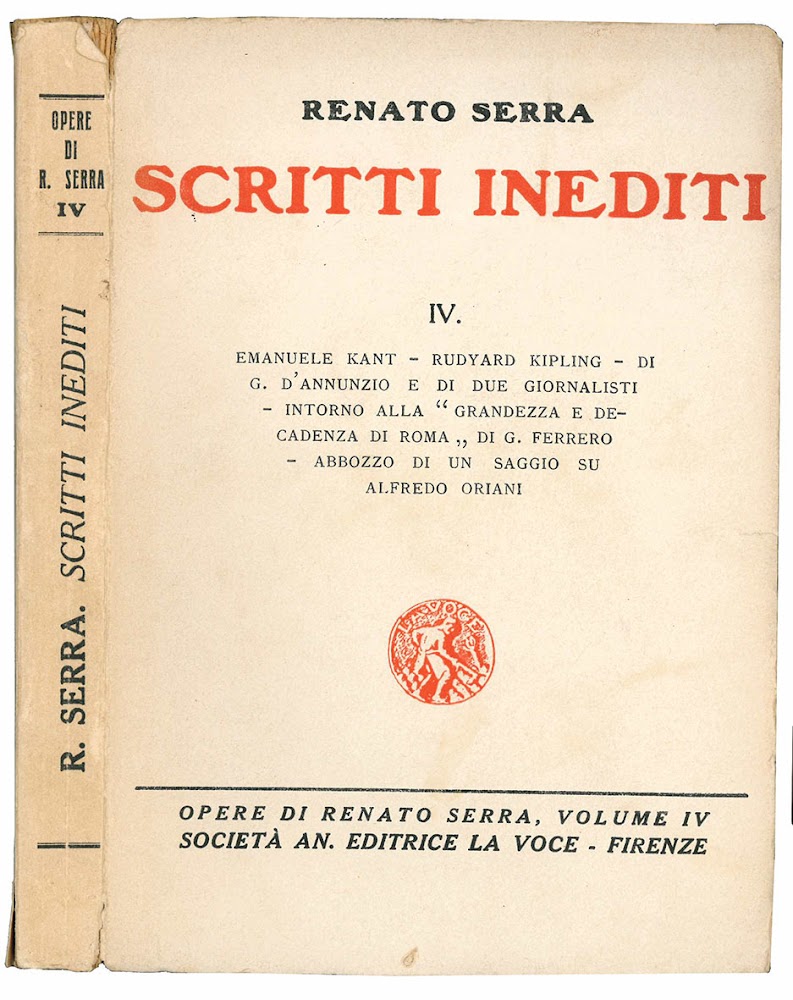 OPERE
DI
R. SERRA
IV
R. SERRA. SCRITTI INEDITI
RENATO SERRA
SCRITTI INEDITI
IV.
EMANUELE KANT – RUDYARD KIPLING – DI
G. D'ANNUNZIO E DI DUE GIORNALISTI
– INTORNO ALLA “ GRANDEZZA E DE-
CADENZA DI ROMA „ DI G. FERRERO
– ABBOZZO DI UN SAGGIO SU
ALFREDO ORIANI
LA VOCE
OPERE DI RENATO SERRA, VOLUME IV
SOCIETÀ AN. EDITRICE LA VOCE - FIRENZE